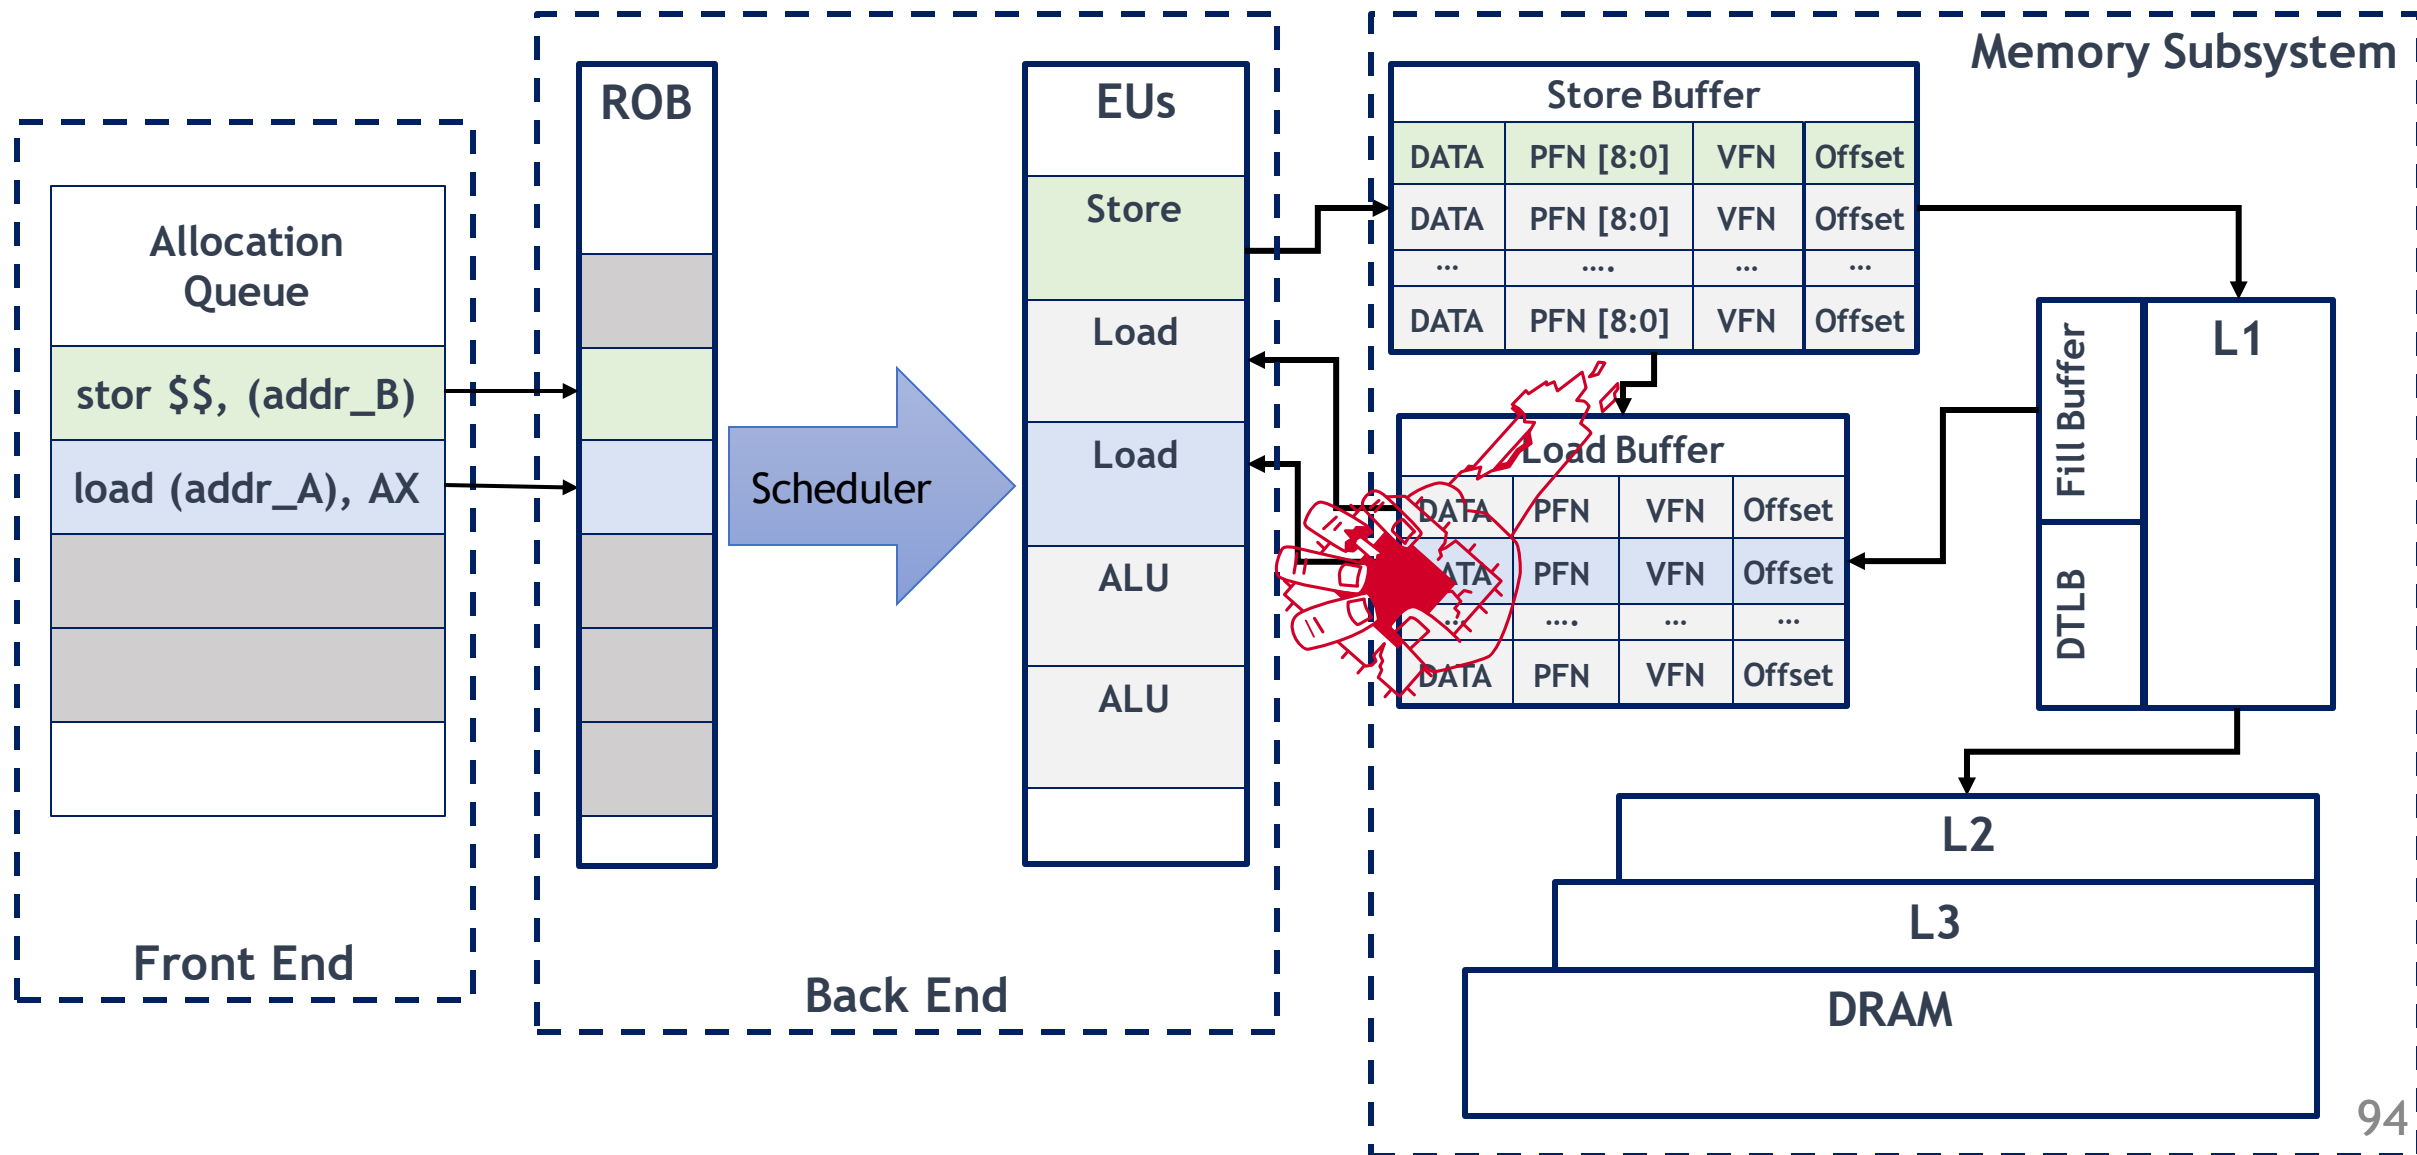 Memory Subsystem
Allocation
Queue
stor $$, (addr_B)
load (addr_A), AX
Front End
ROB
Scheduler
EUs
Store
Load
Load
ALU
ALU
Back End
Store Buffer
DATA PFN [8:0] VFN Offset
DATA PFN [8:0] VFN Offset
... .... ... ...
DATA PFN [8:0] VFN Offset
Load Buffer
DATA PFN VFN Offset
DATA PFN VFN Offset
... .... ... ...
DATA PFN VFN Offset
Fill Buffer
DTLB
L1
L2
L3
DRAM
94